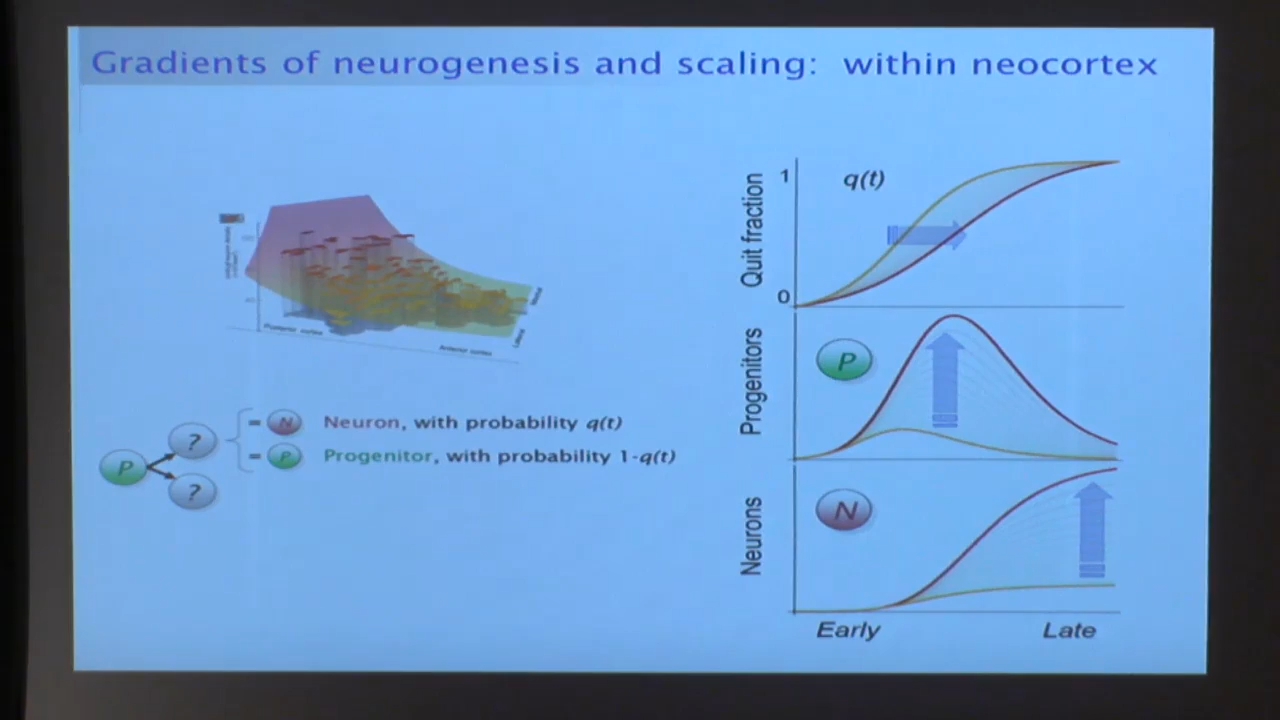 Gradients of neurogenesis and scaling: within neocortex
Posterior cortex
Anterior cortex
P
?
?
= N Neuron, with probability q(t)
= P Progenitor, with probability 1-q(t)
Quit fraction
1
0
q(t)
Progenitors
P
Neurons
N
Early
Late